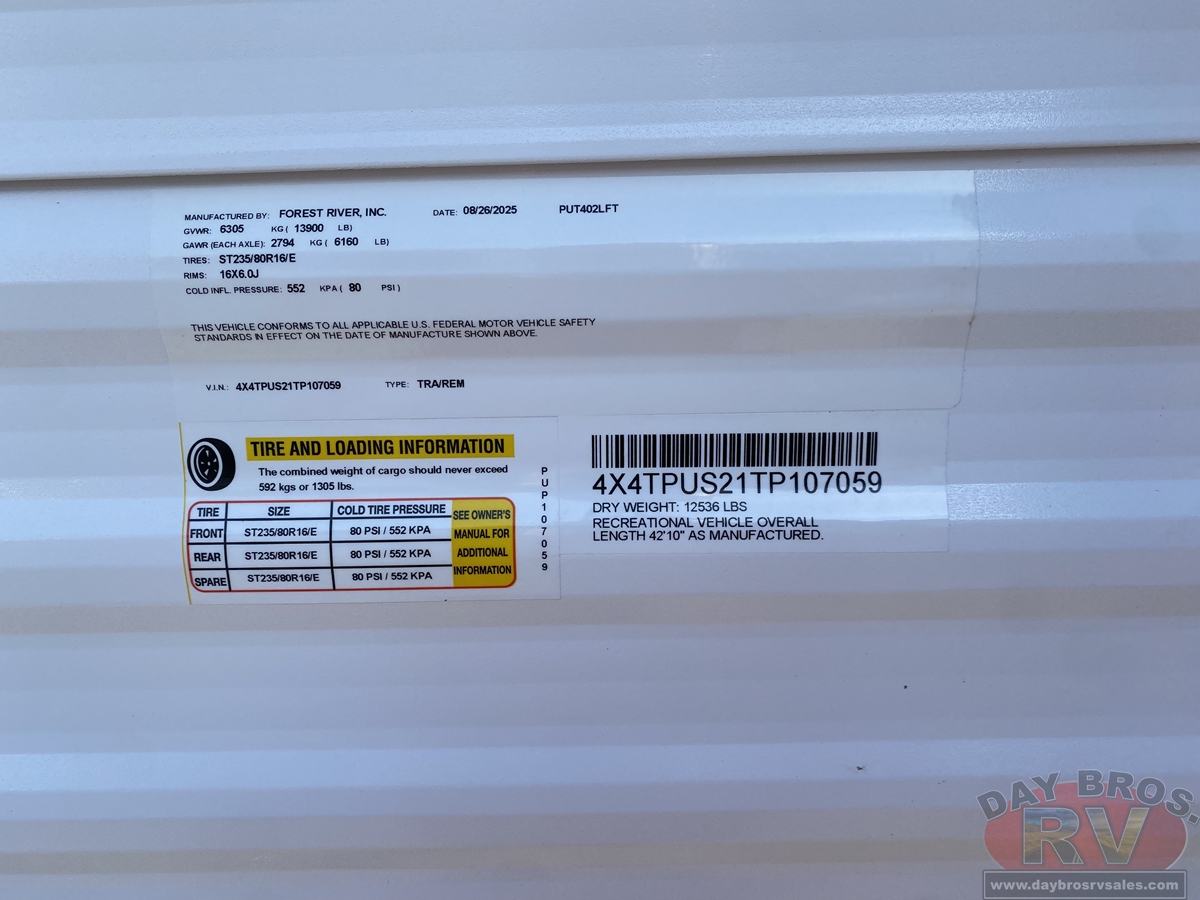 MANUFACTURED BY: FOREST RIVER, INC. DATE: 08/26/2025 PUT402LFT
GVWR: 6305 KG ( 13900 LB)
GAWR (EACH AXLE): 2794 KG ( 6160 LB)
TIRES: ST235/80R16/E
RIMS: 16X6.0J
COLD INFL. PRESSURE: 552 KPA ( 80 PSI )
THIS VEHICLE CONFORMS TO ALL APPLICABLE U.S. FEDERAL MOTOR VEHICLE SAFETY
STANDARDS IN EFFECT ON THE DATE OF MANUFACTURE SHOWN ABOVE.
V.I.N.: 4X4TPUS21TP107059 TYPE: TRA/REM
TIRE AND LOADING INFORMATION
The combined weight of cargo should never exceed
592 kgs or 1305 lbs.
TIRE SIZE COLD TIRE PRESSURE
FRONT ST235/80R16/E 80 PSI / 552 KPA
REAR ST235/80R16/E 80 PSI / 552 KPA
SPARE ST235/80R16/E 80 PSI / 552 KPA
SEE OWNER'S
MANUAL FOR
ADDITIONAL
INFORMATION
PUP107059
4X4TPUS21TP107059
DRY WEIGHT: 12536 LBS
RECREATIONAL VEHICLE OVERALL
LENGTH 42'10" AS MANUFACTURED.
DAY BROS.
RV
www.daybrosrvsales.com